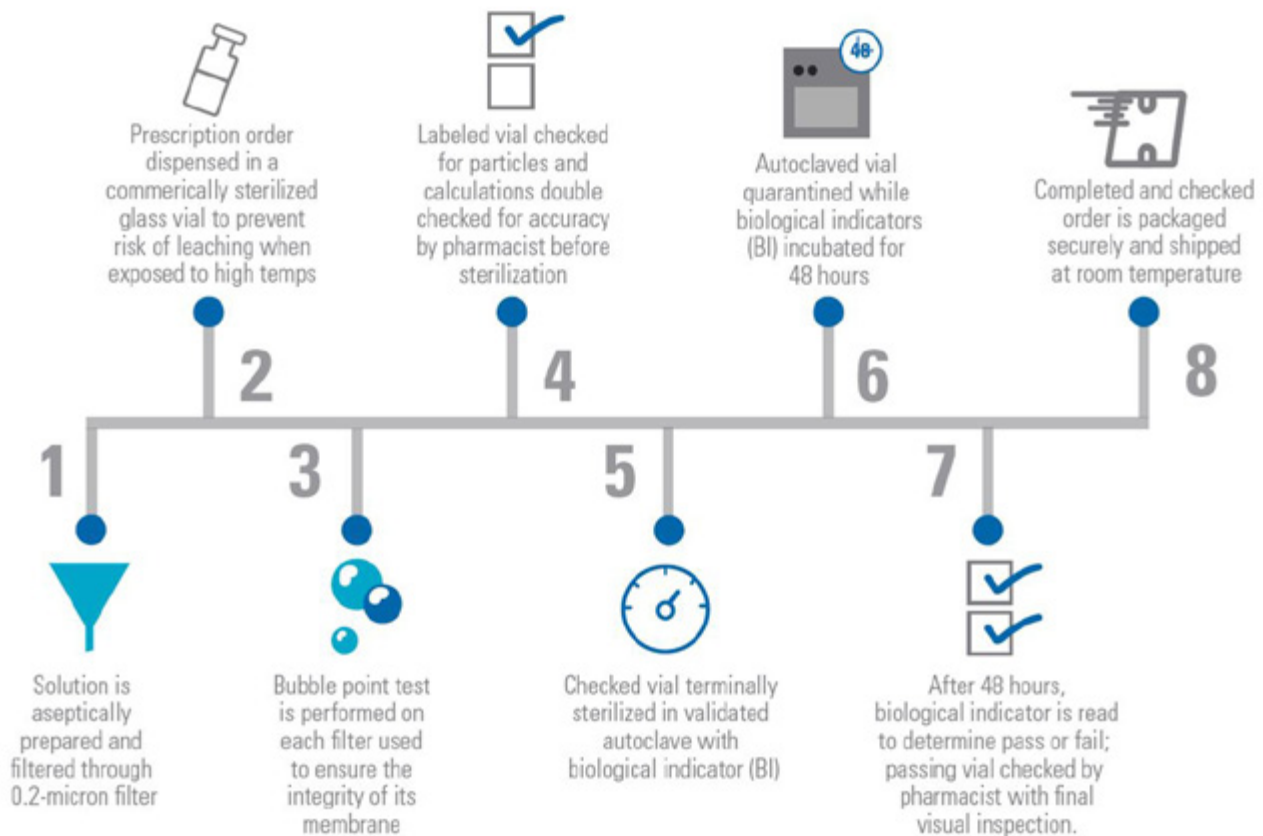 48
Prescription order
dispensed in a
commerically sterilized
glass vial to prevent
risk of leaching when
exposed to high temps
Labeled vial checked
for particles and
calculations double
checked for accuracy
by pharmacist before
sterilization
Autoclaved vial
quarantined while
biological indicators
(BI) incubated for
48 hours
Completed and checked
order is packaged
securely and shipped
at room temperature
2
4
6
8
1
3
5
7
Solution is
aseptically
prepared and
filtered through
0.2-micron filter
Bubble point test
is performed on
each filter used
to ensure the
integrity of its
membrane
Checked vial terminally
sterilized in validated
autoclave with
biological indicator (BI)
After 48 hours,
biological indicator is read
to determine pass or fail;
passing vial checked by
pharmacist with final
visual inspection.